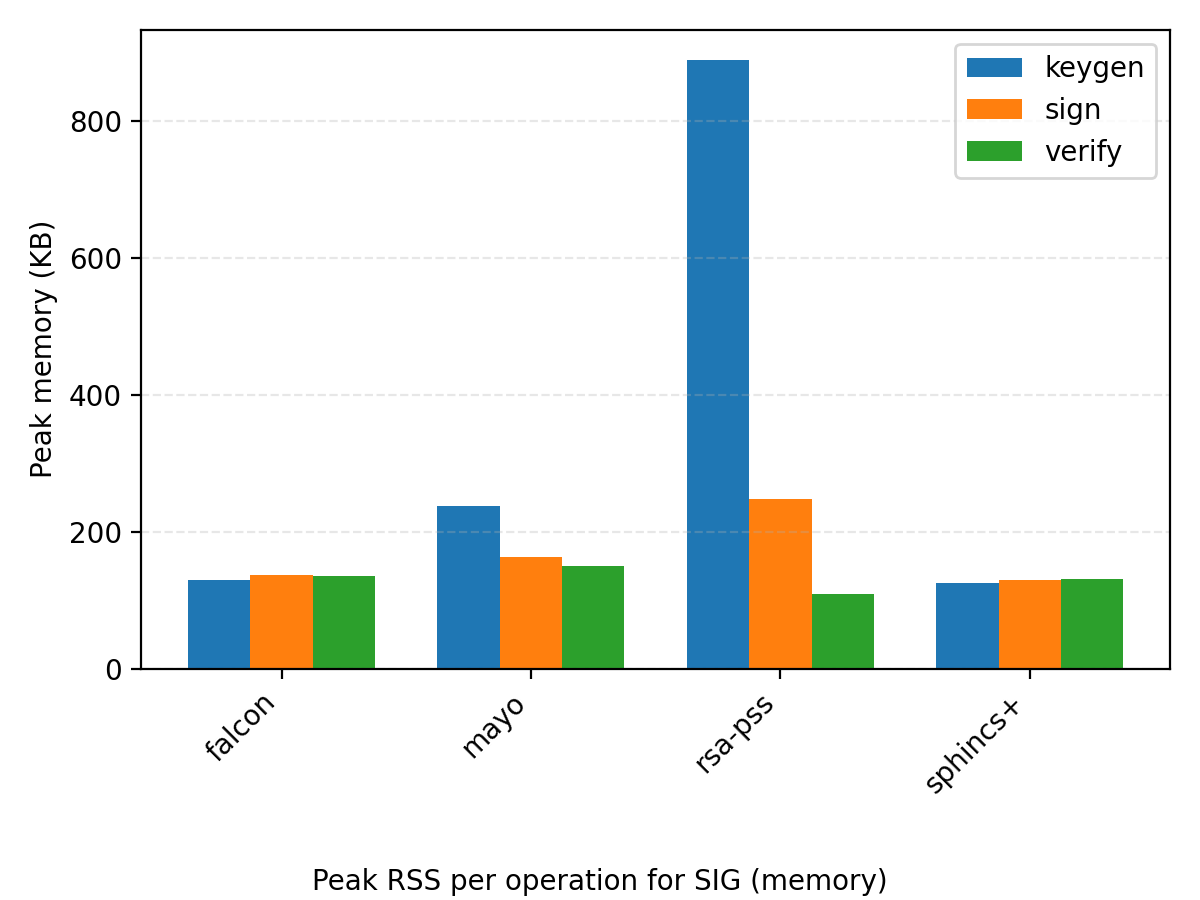 keygen
sign
verify
Peak memory (KB)
800
600
400
200
0
falcon
mayo
rsa-pss
sphincs+
Peak RSS per operation for SIG (memory)